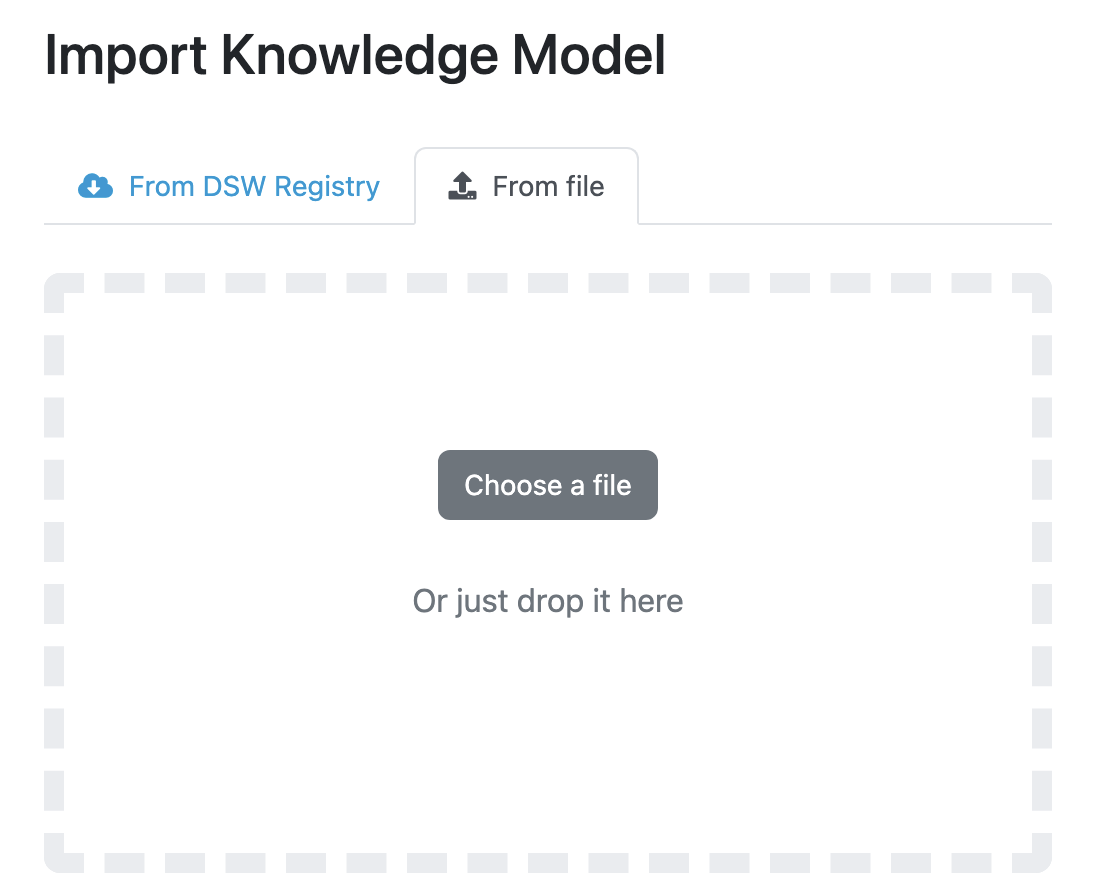 Import Knowledge Model
From DSW Registry
From file
Choose a file
Or just drop it here